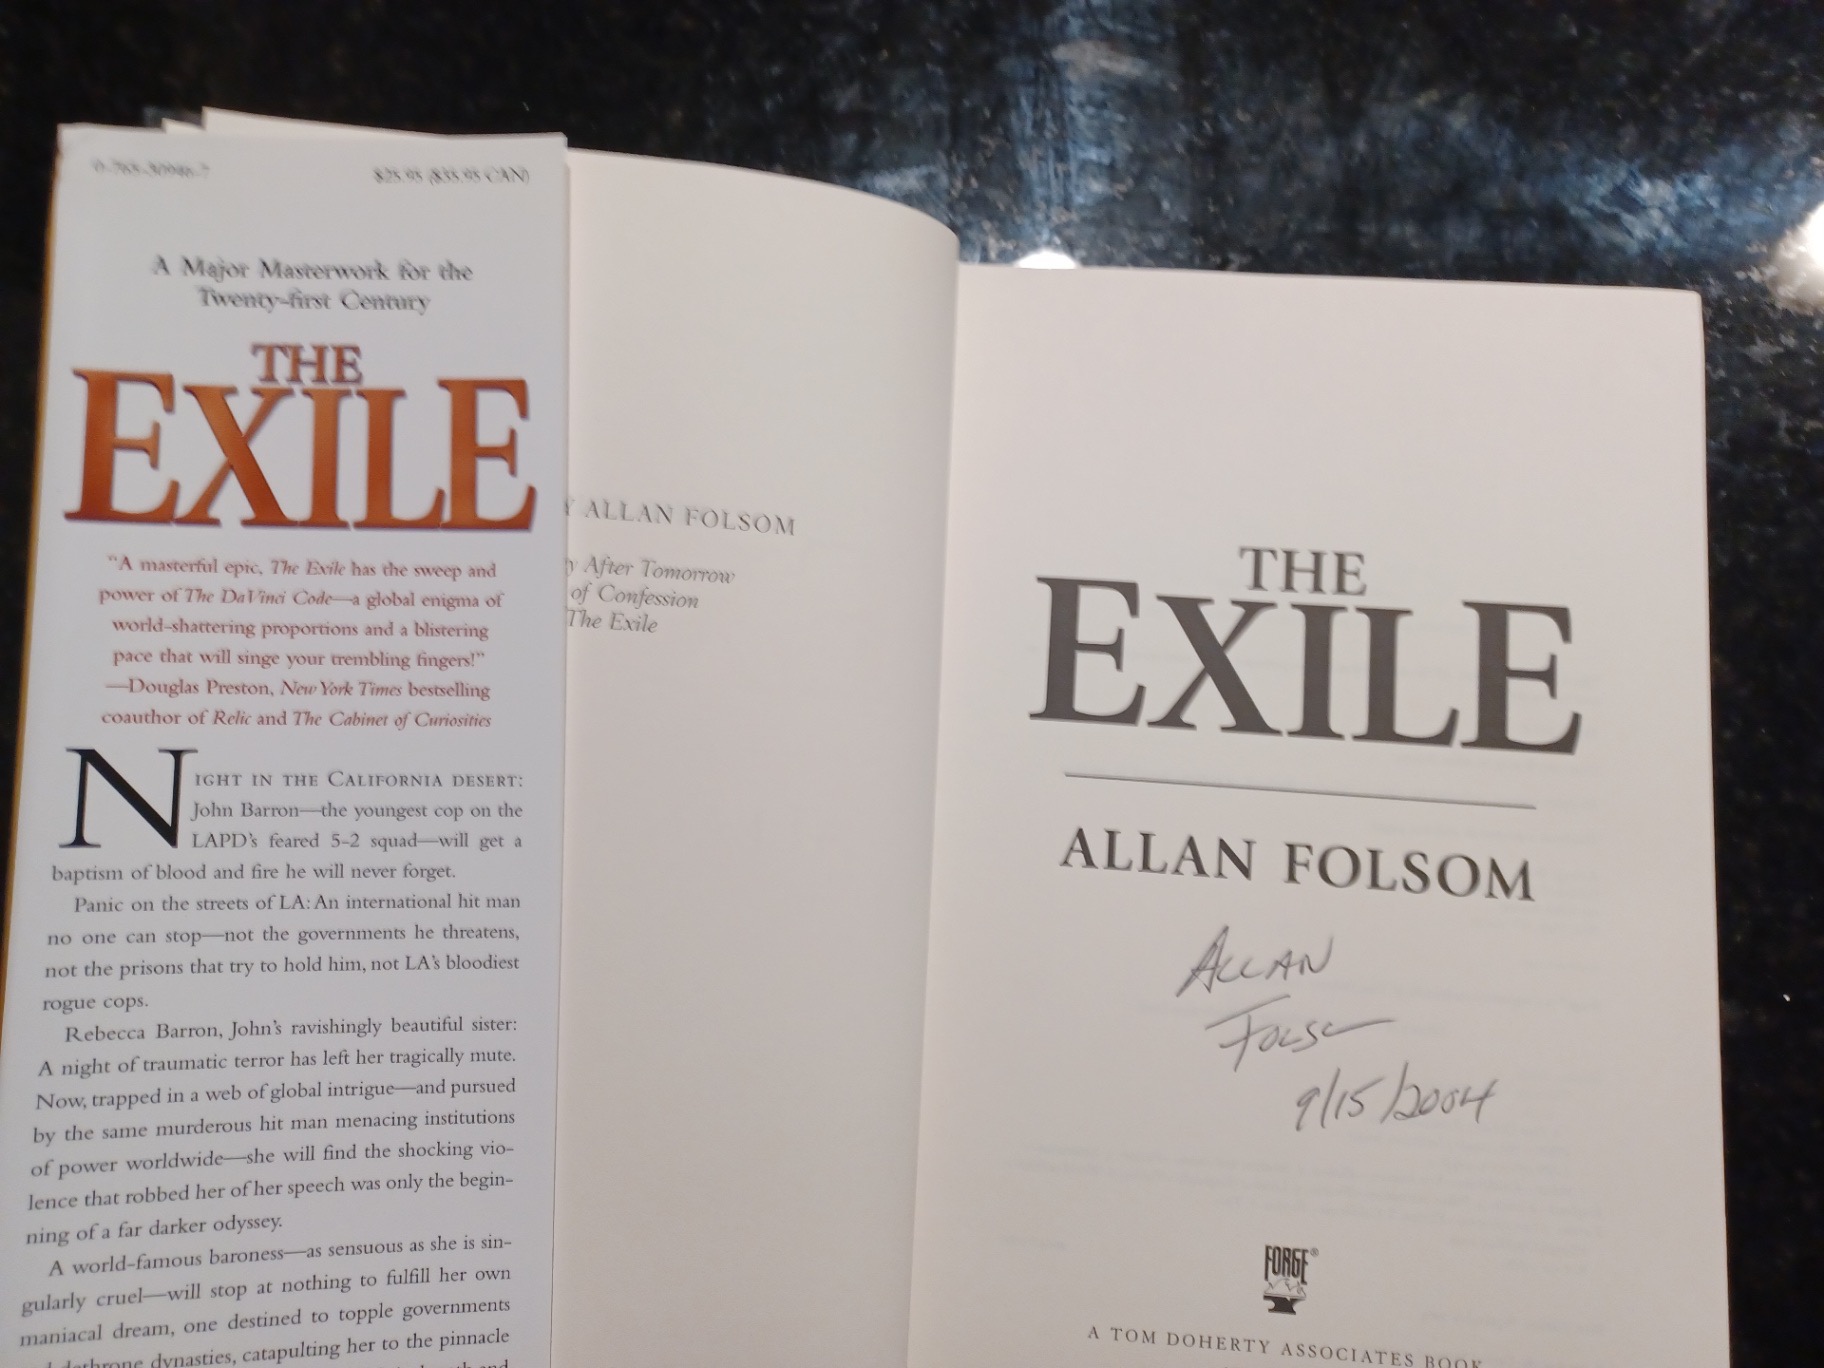 0-765-30946-7 $25.95 ($35.95 CAN)
A Major Masterwork for the
Twenty-first Century
THE
EXILE
"A masterful epic, The Exile has the sweep and
power of The DaVinci Code—a global enigma of
world-shattering proportions and a blistering
pace that will singe your trembling fingers!"
—Douglas Preston, New York Times bestselling
coauthor of Relic and The Cabinet of Curiosities
NIGHT IN THE CALIFORNIA DESERT:
John Barron—the youngest cop on the
LAPD's feared 5-2 squad—will get a
baptism of blood and fire he will never forget.
Panic on the streets of LA: An international hit man
no one can stop—not the governments he threatens,
not the prisons that try to hold him, not LA's bloodiest
rogue cops.
Rebecca Barron, John's ravishingly beautiful sister:
A night of traumatic terror has left her tragically mute.
Now, trapped in a web of global intrigue—and pursued
by the same murderous hit man menacing institutions
of power worldwide—she will find the shocking vio-
lence that robbed her of her speech was only the begin-
ning of a far darker odyssey.
A world-famous baroness—as sensuous as she is sin-
gularly cruel—will stop at nothing to fulfill her own
maniacal dream, one destined to topple governments
dethrone dynasties, catapulting her to the pinnacle
and
Y ALLAN FOLSOM
y After Tomorrow
of Confession
The Exile
THE
EXILE
ALLAN FOLSOM
ALLAN
FOLSOM
9/15/2004
FORGE®
A TOM DOHERTY ASSOCIATES BOOK